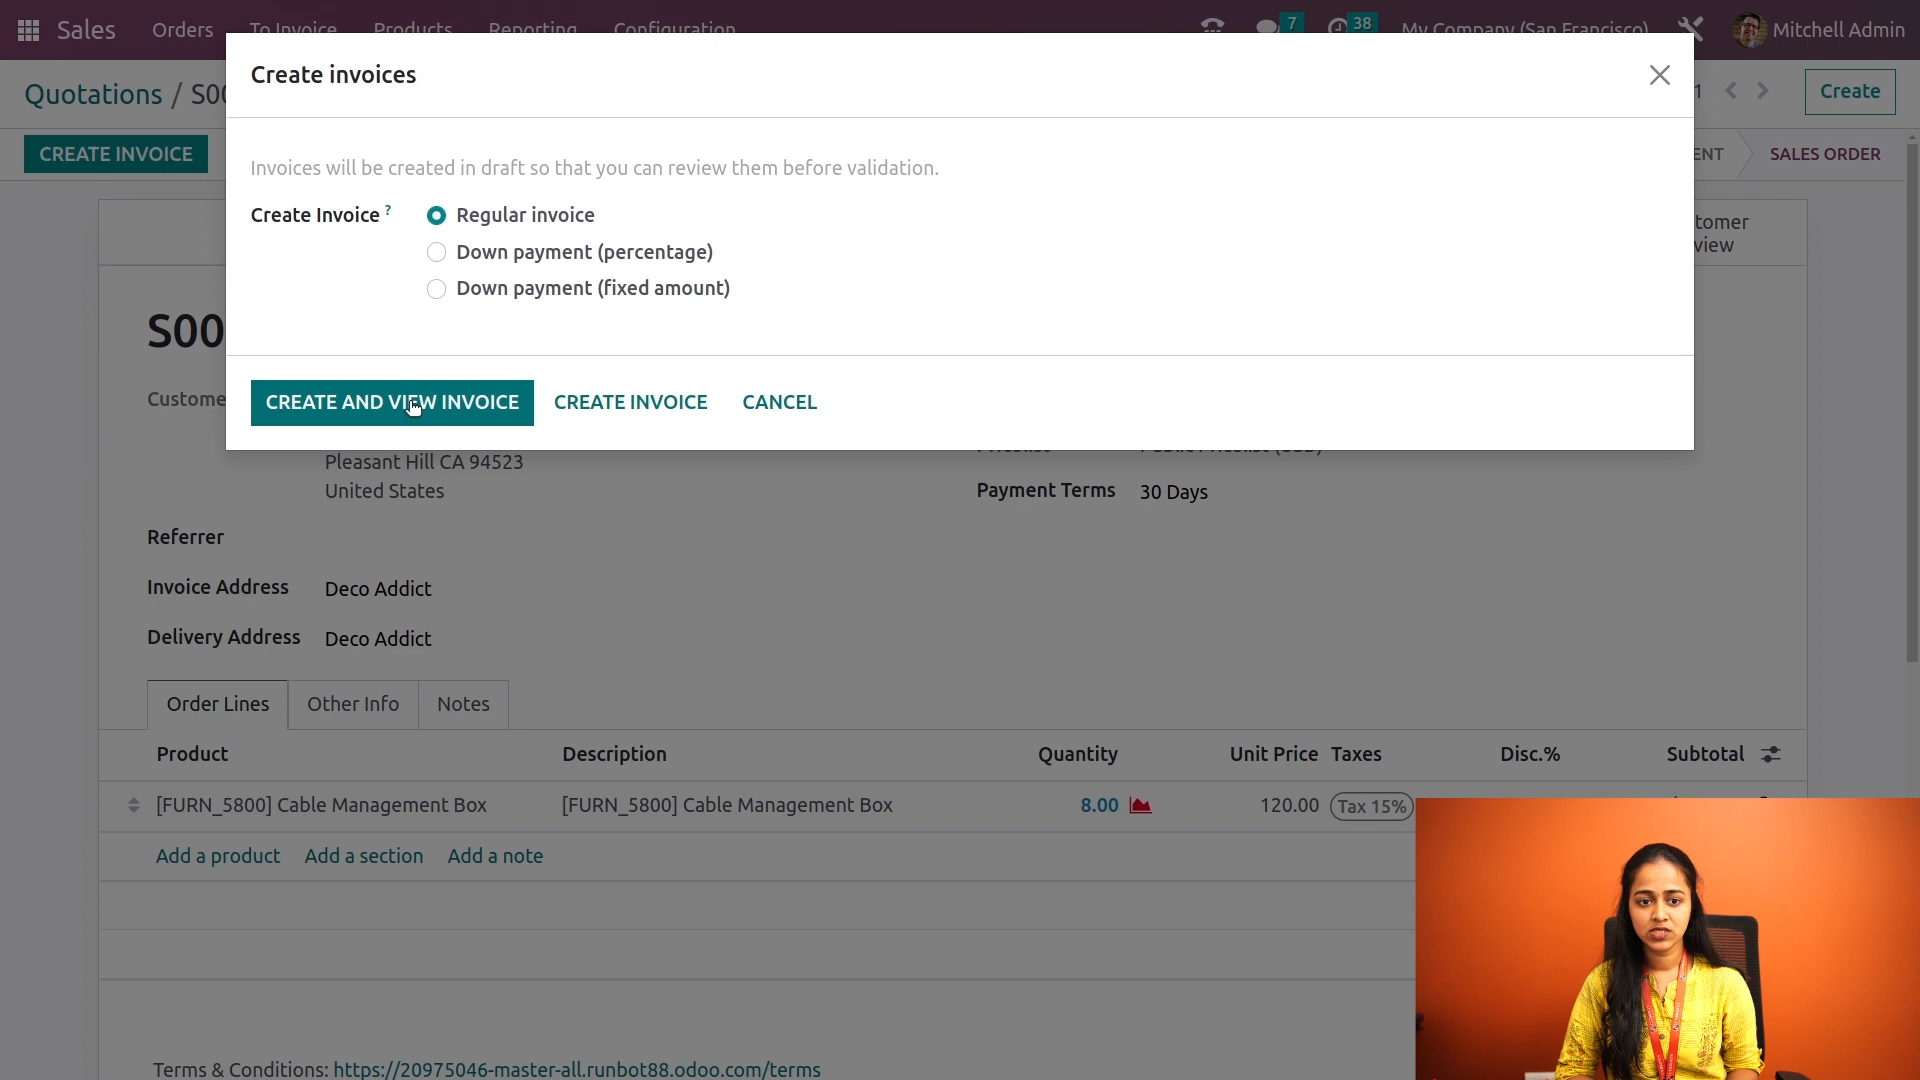 Sales Orders To Invoice Products Reporting Configuration 7 38 My Company (San Francisco) Mitchell Admin
Create invoices
Quotations / S00
1 Create
CREATE INVOICE
SALES ORDER
Invoices will be created in draft so that you can review them before validation.
Create Invoice ? Regular invoice
Down payment (percentage)
Down payment (fixed amount)
S00
CREATE AND VIEW INVOICE CREATE INVOICE CANCEL
Pleasant Hill CA 94523
United States
Payment Terms 30 Days
Referrer
Invoice Address Deco Addict
Delivery Address Deco Addict
Order Lines Other Info Notes
Product Description Quantity Unit Price Taxes Disc.% Subtotal
[FURN_5800] Cable Management Box [FURN_5800] Cable Management Box 8.00 120.00 Tax 15%
Add a product Add a section Add a note
Terms & Conditions: https://20975046-master-all.runbot88.odoo.com/terms